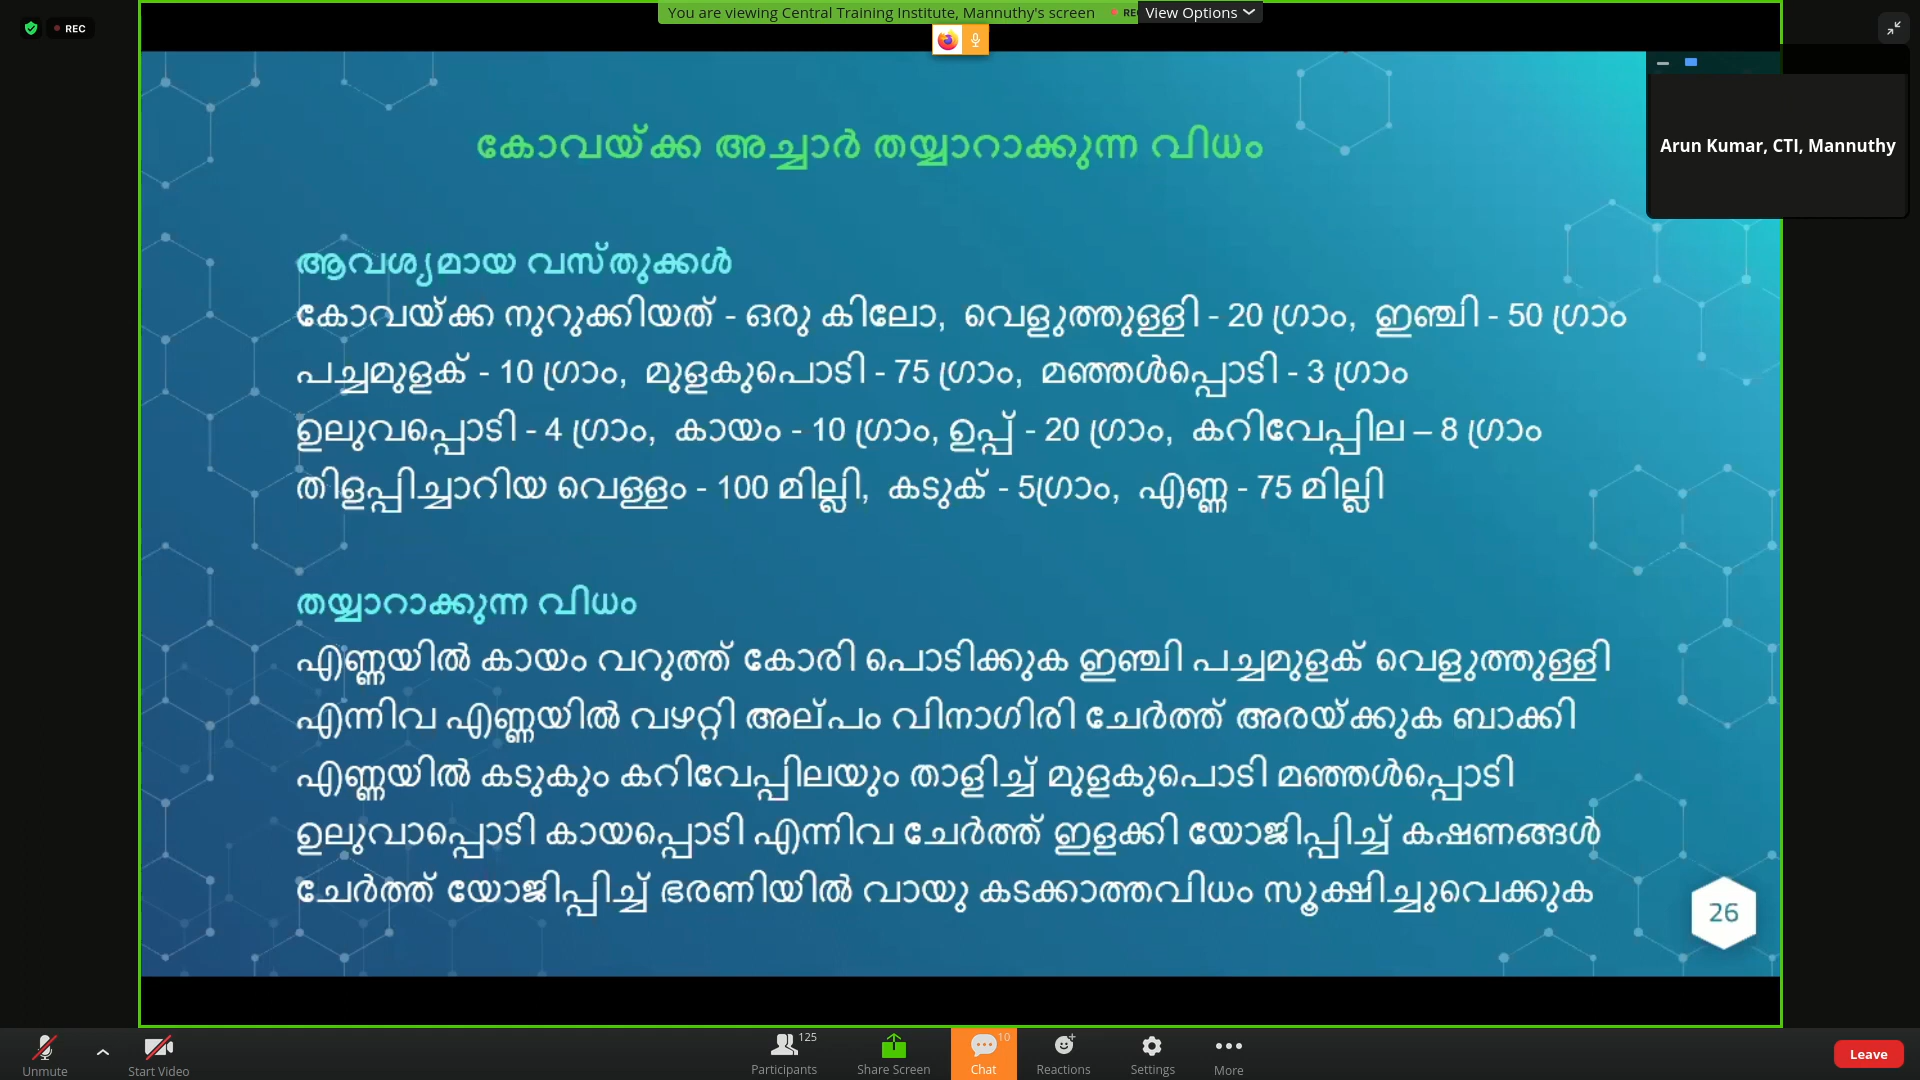 You are viewing Central Training Institute, Mannuthy's screen
View Options
REC
കോവയ്ക്ക അച്ചാർ തയ്യാറാക്കുന്ന വിധം
Arun Kumar, CTI, Mannuthy
ആവശ്യമായ വസ്തുക്കൾ
കോവയ്ക്ക നുറുക്കിയത് - ഒരു കിലോ, വെളുത്തുള്ളി - 20 ഗ്രാം, ഇഞ്ചി - 50 ഗ്രാം
പച്ചമുളക് - 10 ഗ്രാം, മുളകുപൊടി - 75 ഗ്രാം, മഞ്ഞൾപ്പൊടി - 3 ഗ്രാം
ഉലുവപ്പൊടി - 4 ഗ്രാം, കായം - 10 ഗ്രാം, ഉപ്പ് - 20 ഗ്രാം, കറിവേപ്പില – 8 ഗ്രാം
തിളപ്പിച്ചാറിയ വെള്ളം - 100 മില്ലി, കടുക് - 5ഗ്രാം, എണ്ണ - 75 മില്ലി
തയ്യാറാക്കുന്ന വിധം
എണ്ണയിൽ കായം വറുത്ത് കോരി പൊടിക്കുക ഇഞ്ചി പച്ചമുളക് വെളുത്തുള്ളി
എന്നിവ എണ്ണയിൽ വഴറ്റി അല്പം വിനാഗിരി ചേർത്ത് അരയ്ക്കുക ബാക്കി
എണ്ണയിൽ കടുകും കറിവേപ്പിലയും താളിച്ച് മുളകുപൊടി മഞ്ഞൾപ്പൊടി
ഉലുവാപ്പൊടി കായപ്പൊടി എന്നിവ ചേർത്ത് ഇളക്കി യോജിപ്പിച്ച് കഷണങ്ങൾ
ചേർത്ത് യോജിപ്പിച്ച് ഭരണിയിൽ വായു കടക്കാത്തവിധം സൂക്ഷിച്ചുവെക്കുക
26
Unmute
Start Video
Participants 125
Share Screen
Chat 10
Reactions
Settings
More
Leave